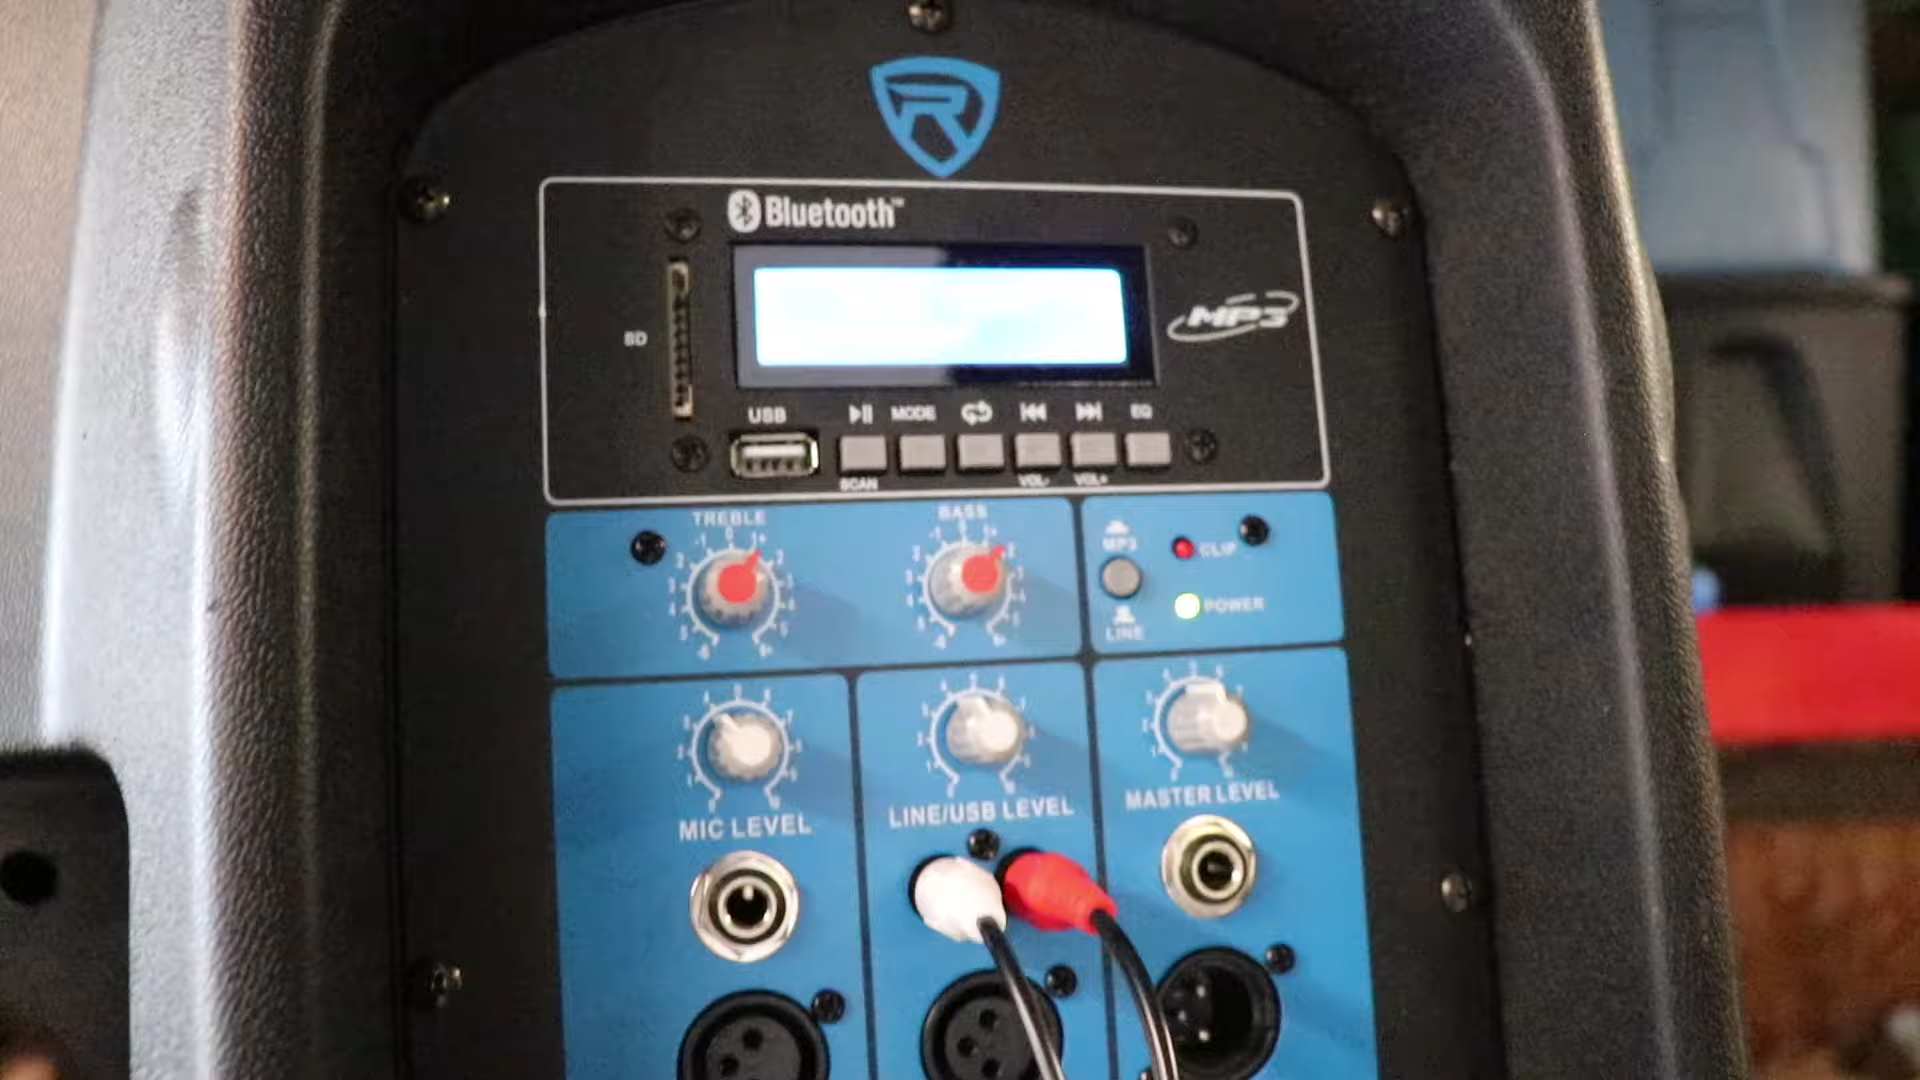 Bluetooth™
SD
MP3
USB
MODE
EQ
SCAN
VOL-
VOL+
TREBLE
BASS
MP3
CLIP
POWER
LINE
MIC LEVEL
LINE/USB LEVEL
MASTER LEVEL